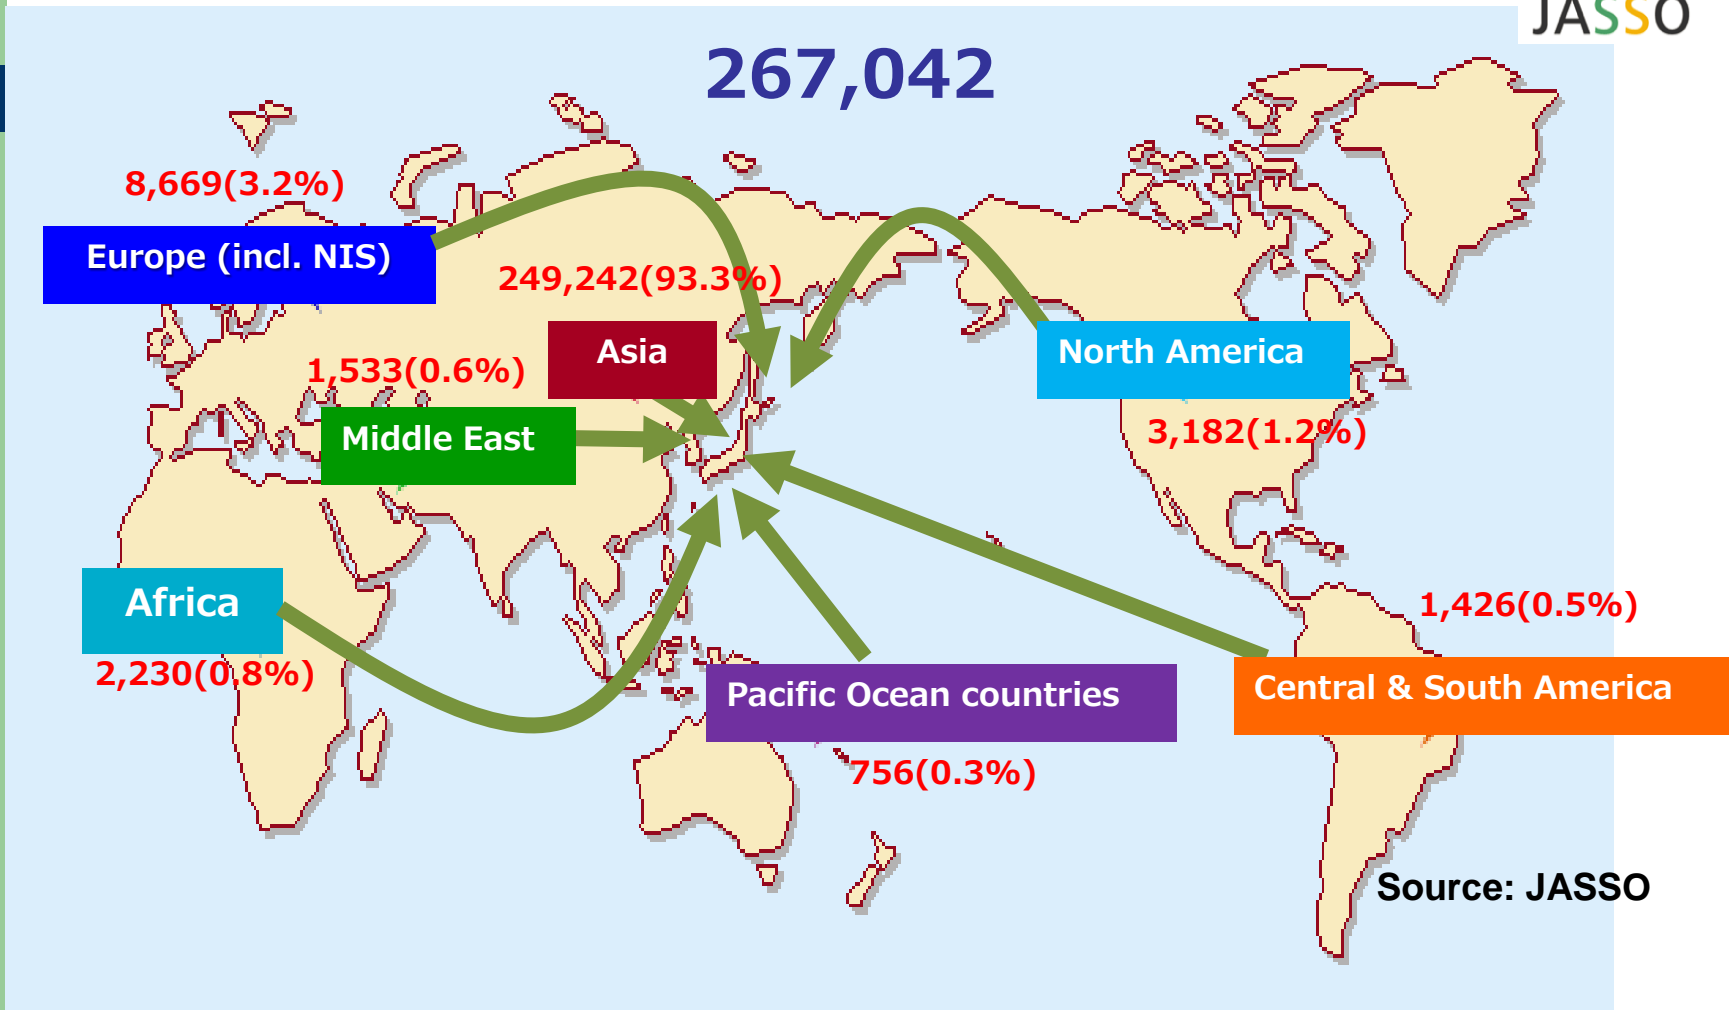 JASSO
267,042
8,669(3.2%)
Europe (incl. NIS)
249,242(93.3%)
Asia
North America
1,533(0.6%)
Middle East
3,182(1.2%)
Africa
2,230(0.8%)
1,426(0.5%)
Central & South America
Pacific Ocean countries
756(0.3%)
Source: JASSO